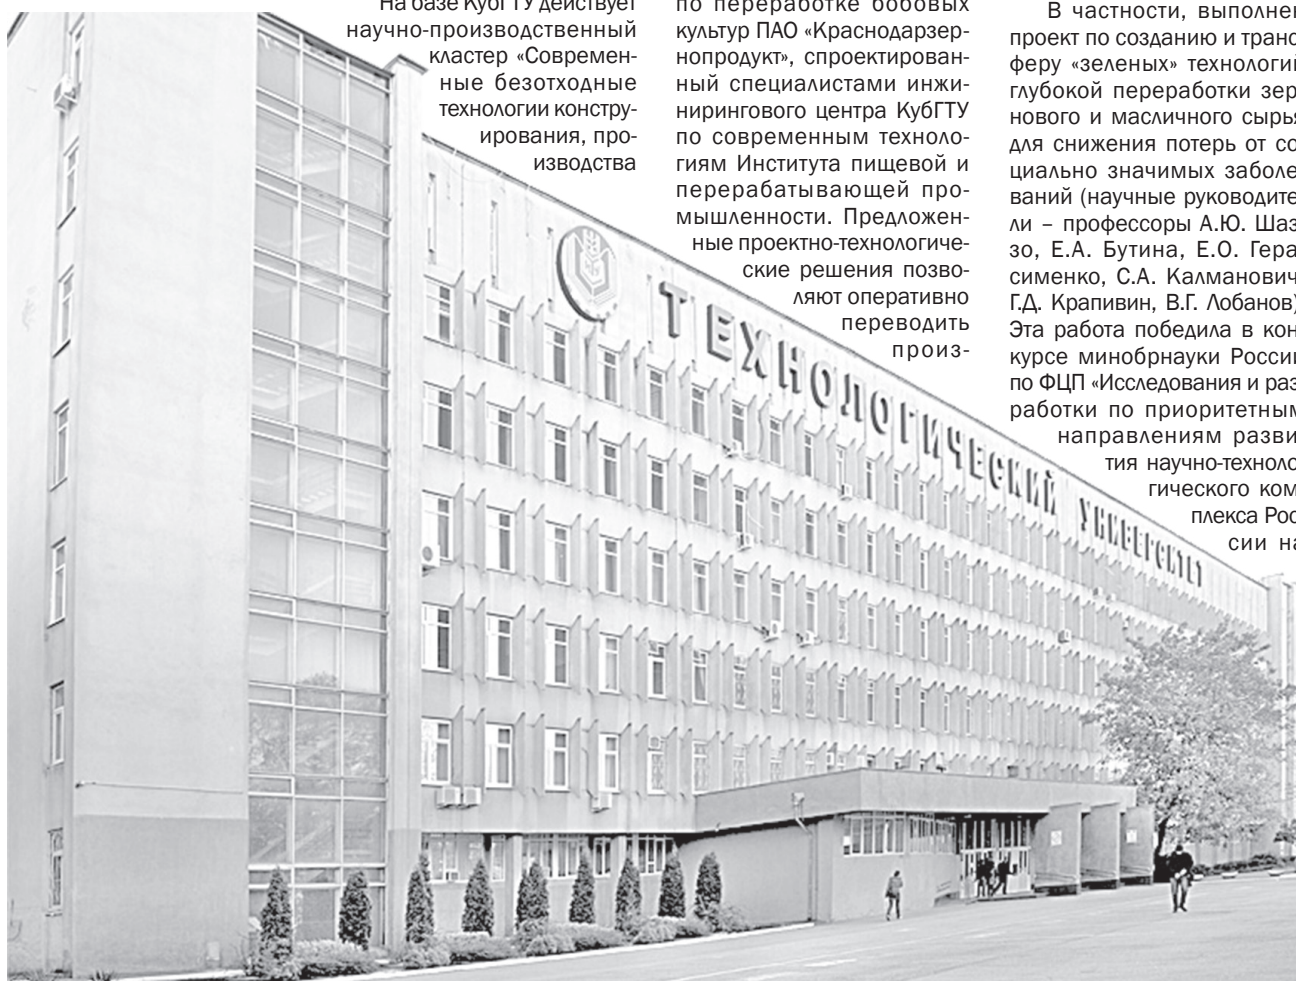 На базе КубГТУ действует
научно-производственный
кластер «Современ-
ные безотходные
технологии констру-
ирования, про-
изводства
по переработке бобовых
культур ПАО «Краснодарзер-
нопродукт», спроектирован-
ный специалистами инжи-
нирингового центра КубГТУ
по современным техноло-
гиям Института пищевой и
перерабатывающей про-
мышленности. Предложен-
ные проектно-технологиче-
ские решения позво-
ляют оперативно
переводить
произ-
В частности, выполнен
проект по созданию и транс
феру «зеленых» технологий
глубокой переработки зер
нового и масличного сырья
для снижения потерь от со
циально значимых заболе
ваний (научные руководите
ли – профессоры А.Ю. Шаз
зо, Е.А. Бутина, Е.О. Гера
сименко, С.А. Калманович
Г.Д. Крапивин, В.Г. Лобанов)
Эта работа победила в кон
курсе минобрнауки России
по ФЦП «Исследования и раз
работки по приоритетным
направлениям разви
тия научно-техноло
гического ком
плекса Рос
сии на
ТЕХНОЛОГИЧЕСКИЙ УНИВЕРСИТЕТ